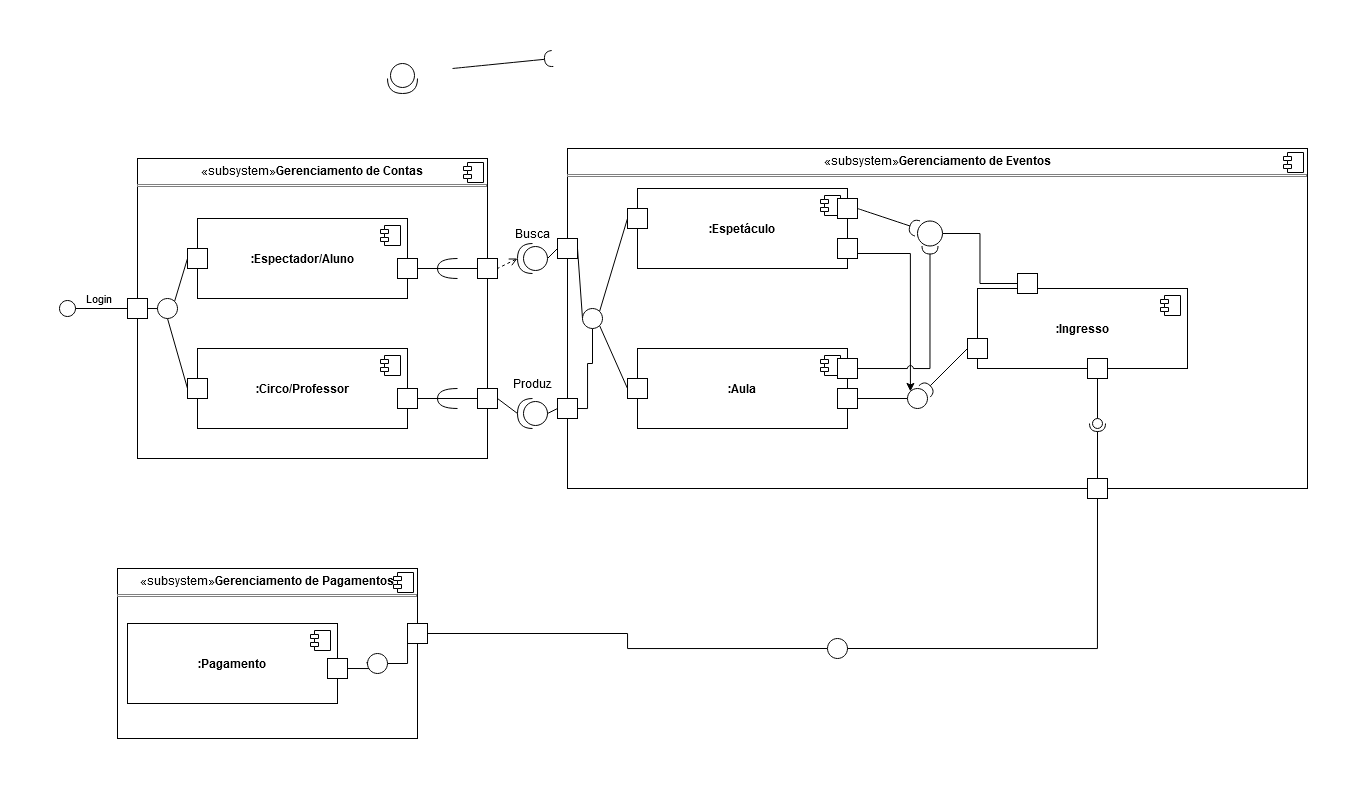 «subsystem»Gerenciamento de Contas
«subsystem»Gerenciamento de Eventos
:Espetáculo
Busca
:Espectador/Aluno
Login
:Ingresso
Produz
:Circo/Professor
:Aula
«subsystem»Gerenciamento de Pagamentos
:Pagamento